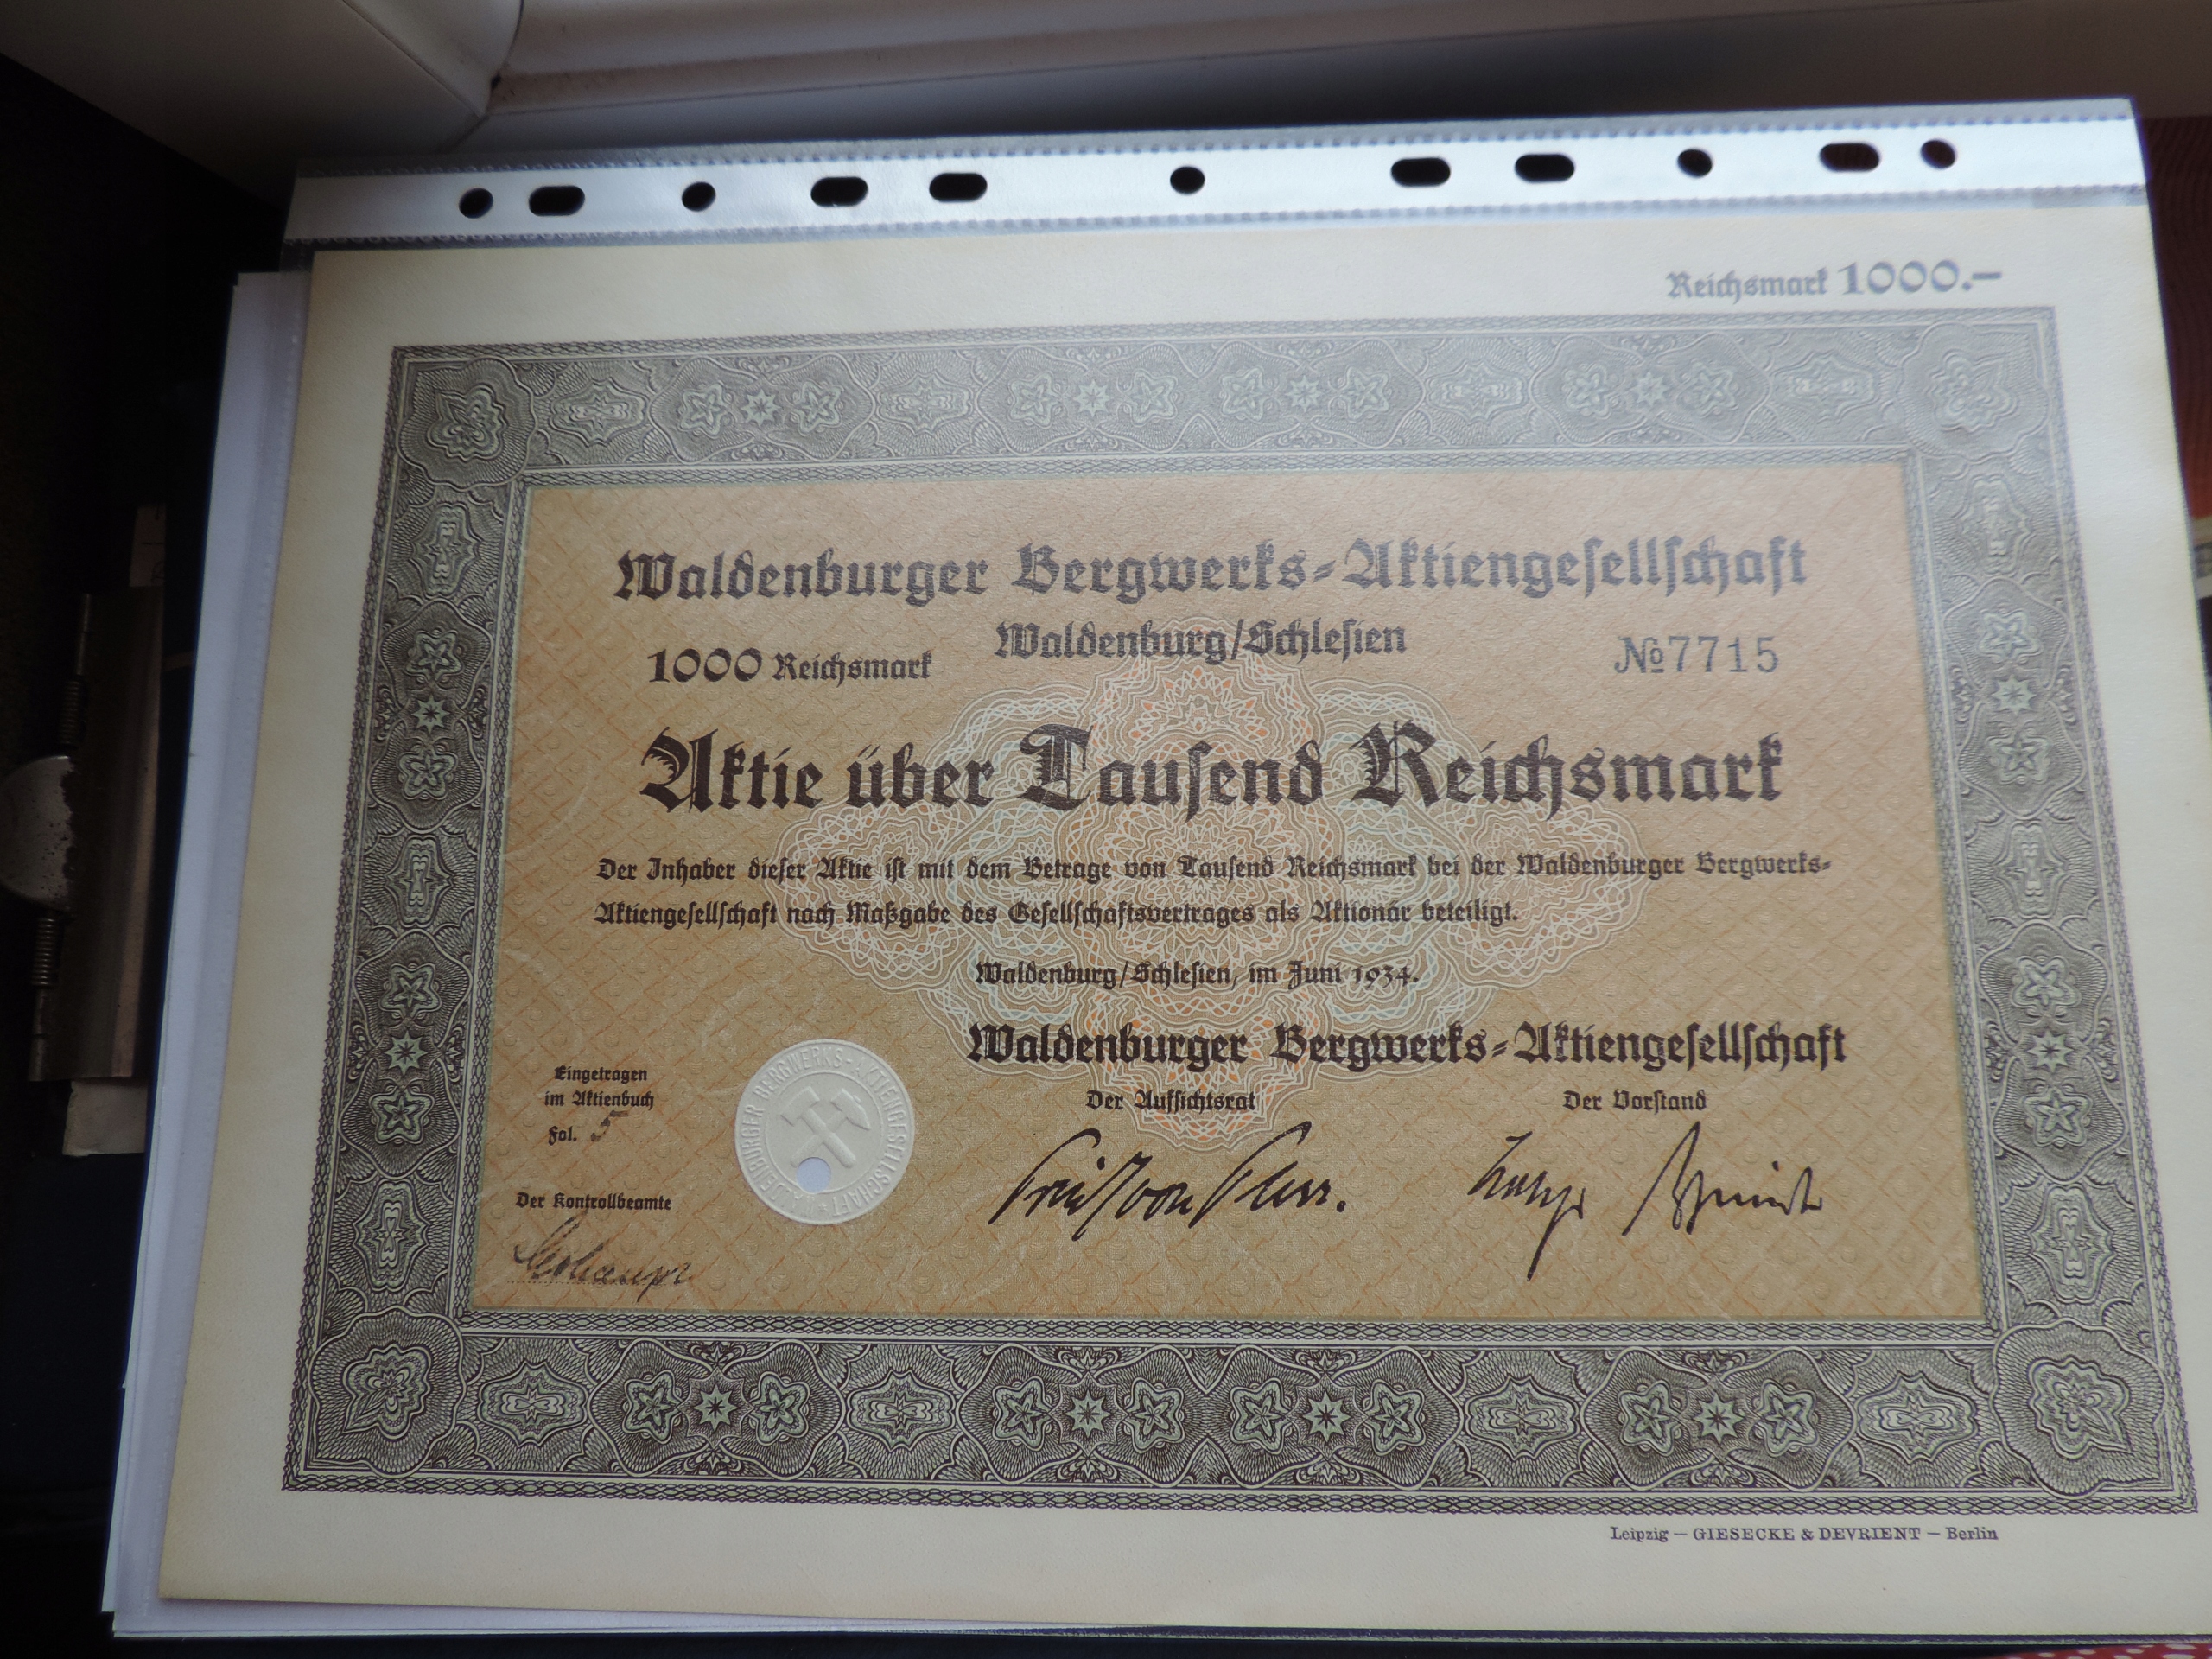 Reichsmark 1000.—
Waldenburger Bergwerks-Aktiengesellschaft
Waldenburg/Schlesien
1000 Reichsmark
№7715
Aktie über Tausend Reichsmark
Der Inhaber dieser Aktie ist mit dem Betrage von Tausend Reichsmark bei der Waldenburger Bergwerks-
Aktiengesellschaft nach Maßgabe des Gesellschaftsvertrages als Aktionär beteiligt.
Waldenburg/Schlesien, im Juni 1934.
Waldenburger Bergwerks-Aktiengesellschaft
Der Aufsichtsrat
Der Vorstand
Eingetragen
im Aktienbuch
Fol. 5
Der Kontrollbeamte
WALDENBURGER BERGWERKS-AKTIENGESELLSCHAFT
Leipzig — GIESECKE & DEVRIENT — Berlin